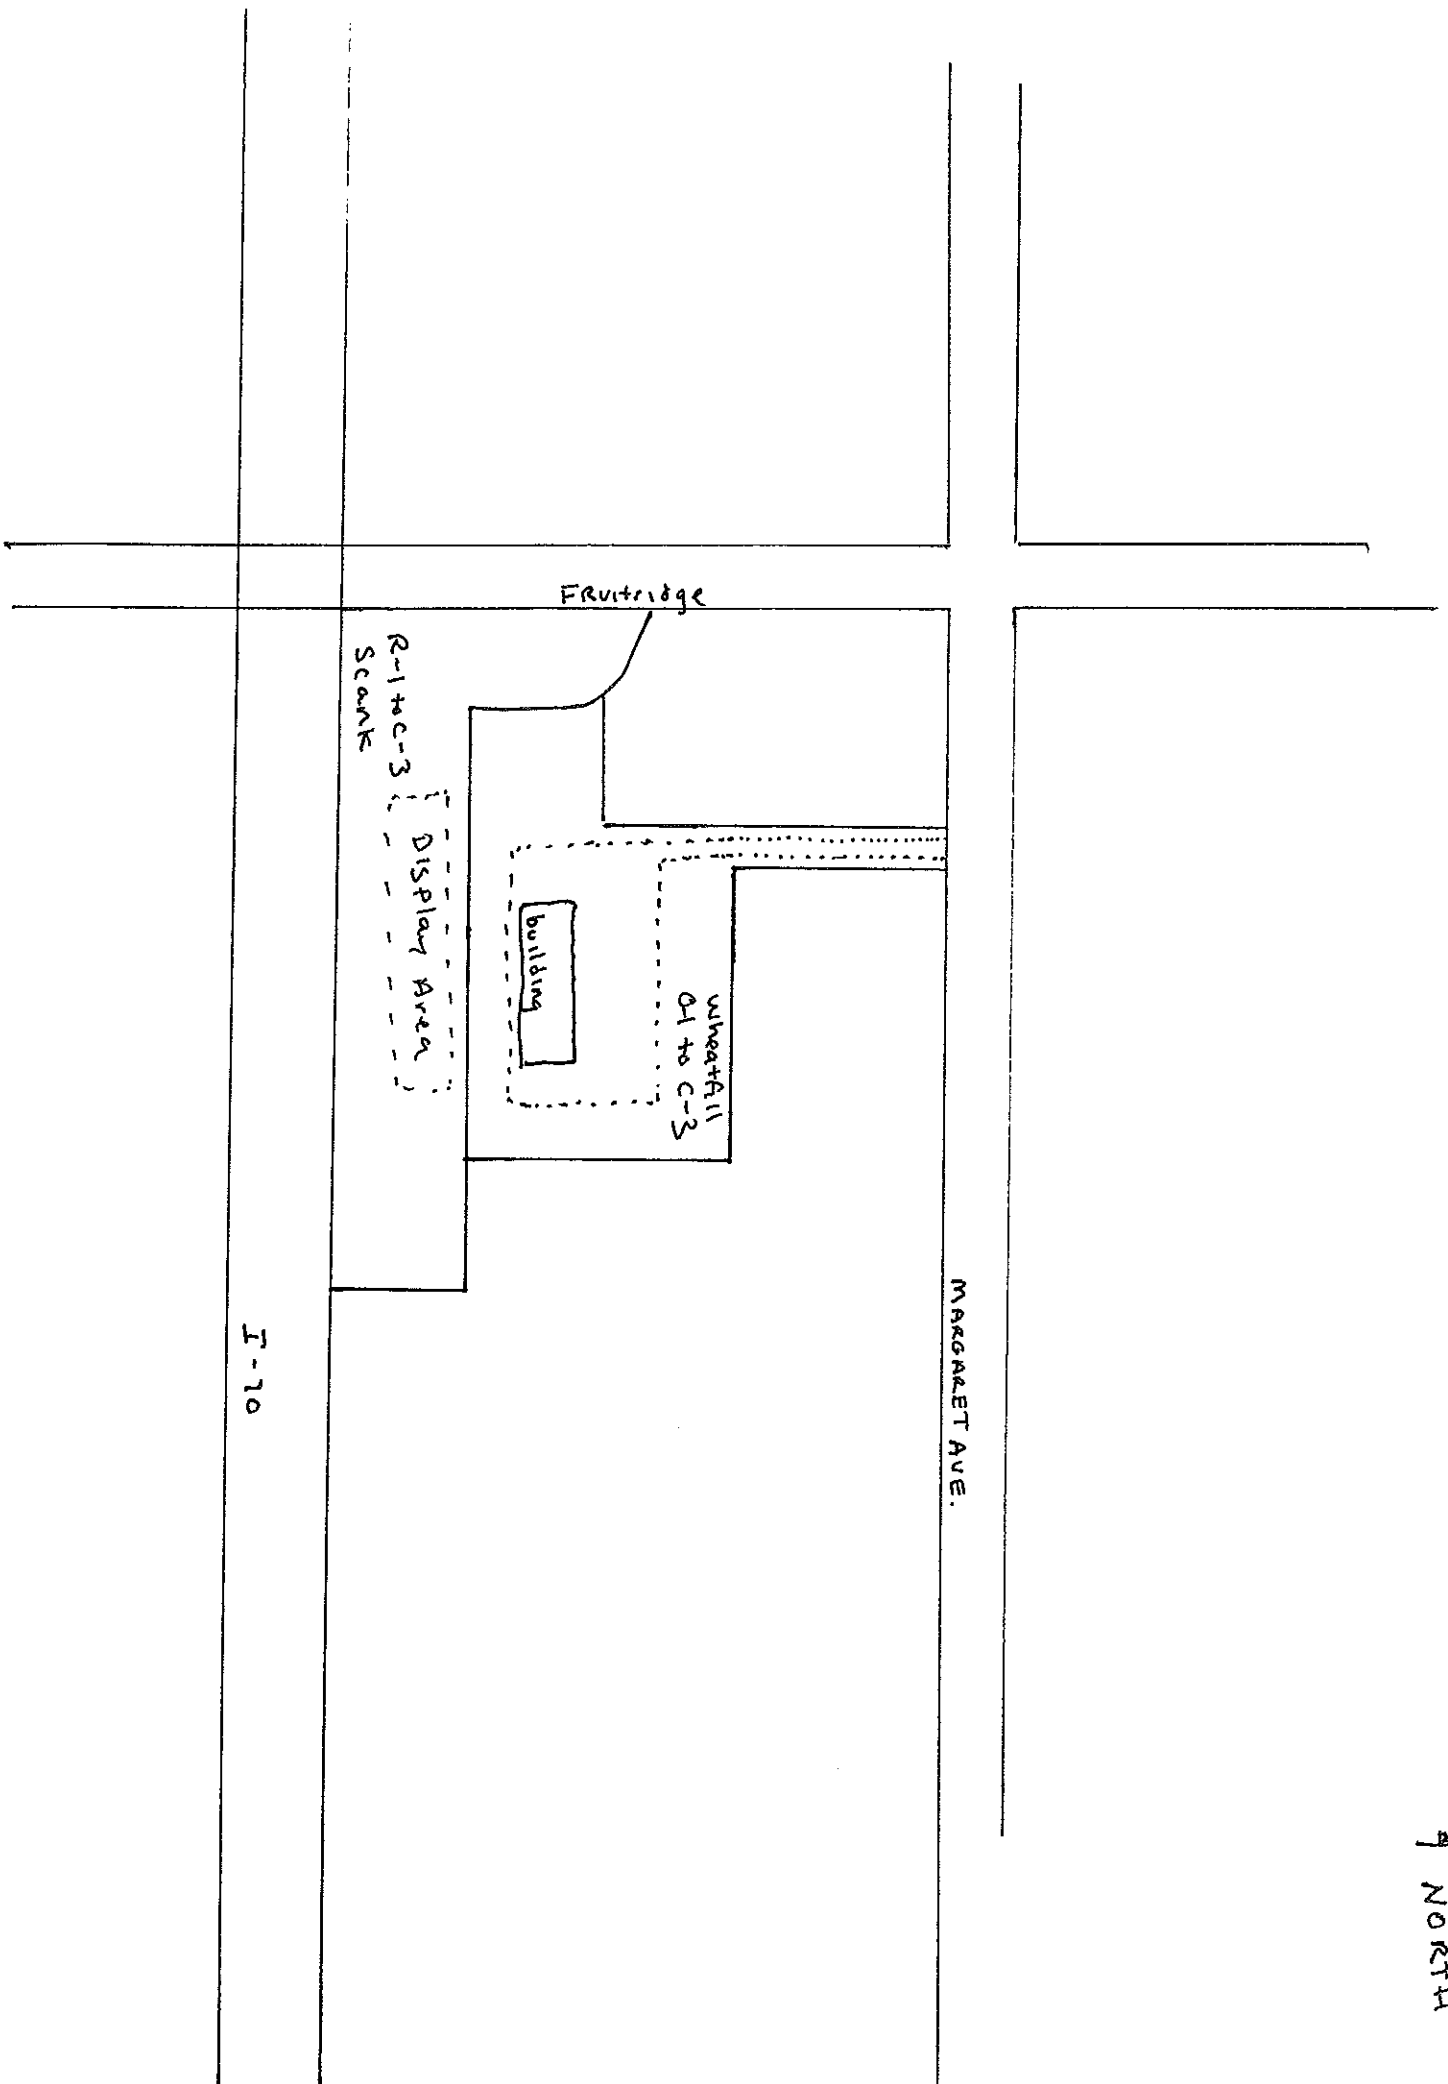 NORTH
MARGARET AVE.
Wheatfill
O-1 to C-3
FRuitridge
building
Display Area
R-1 to C-3
Scank
I-70